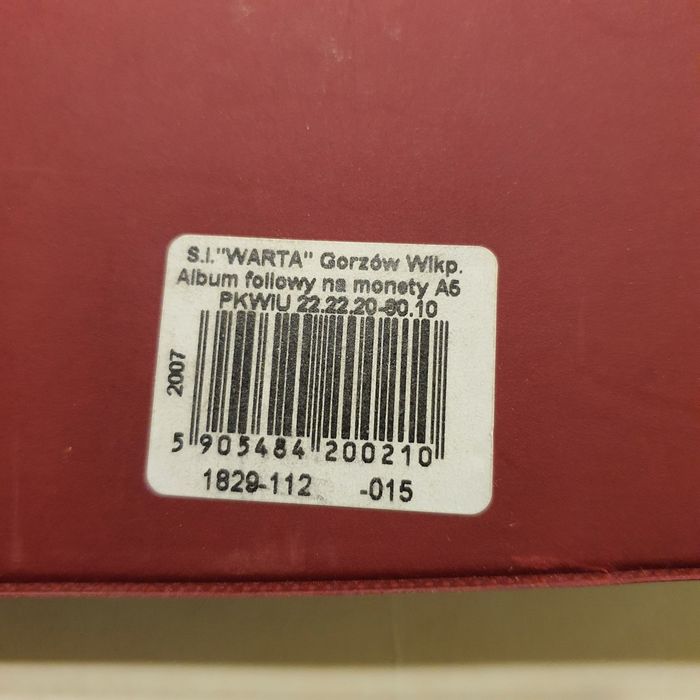 S.I."WARTA" Gorzów Wlkp.
Album foliowy na monety A5
PKWiU 22.22.20-80.10
2007
5 905484 200210
1829-112 -015